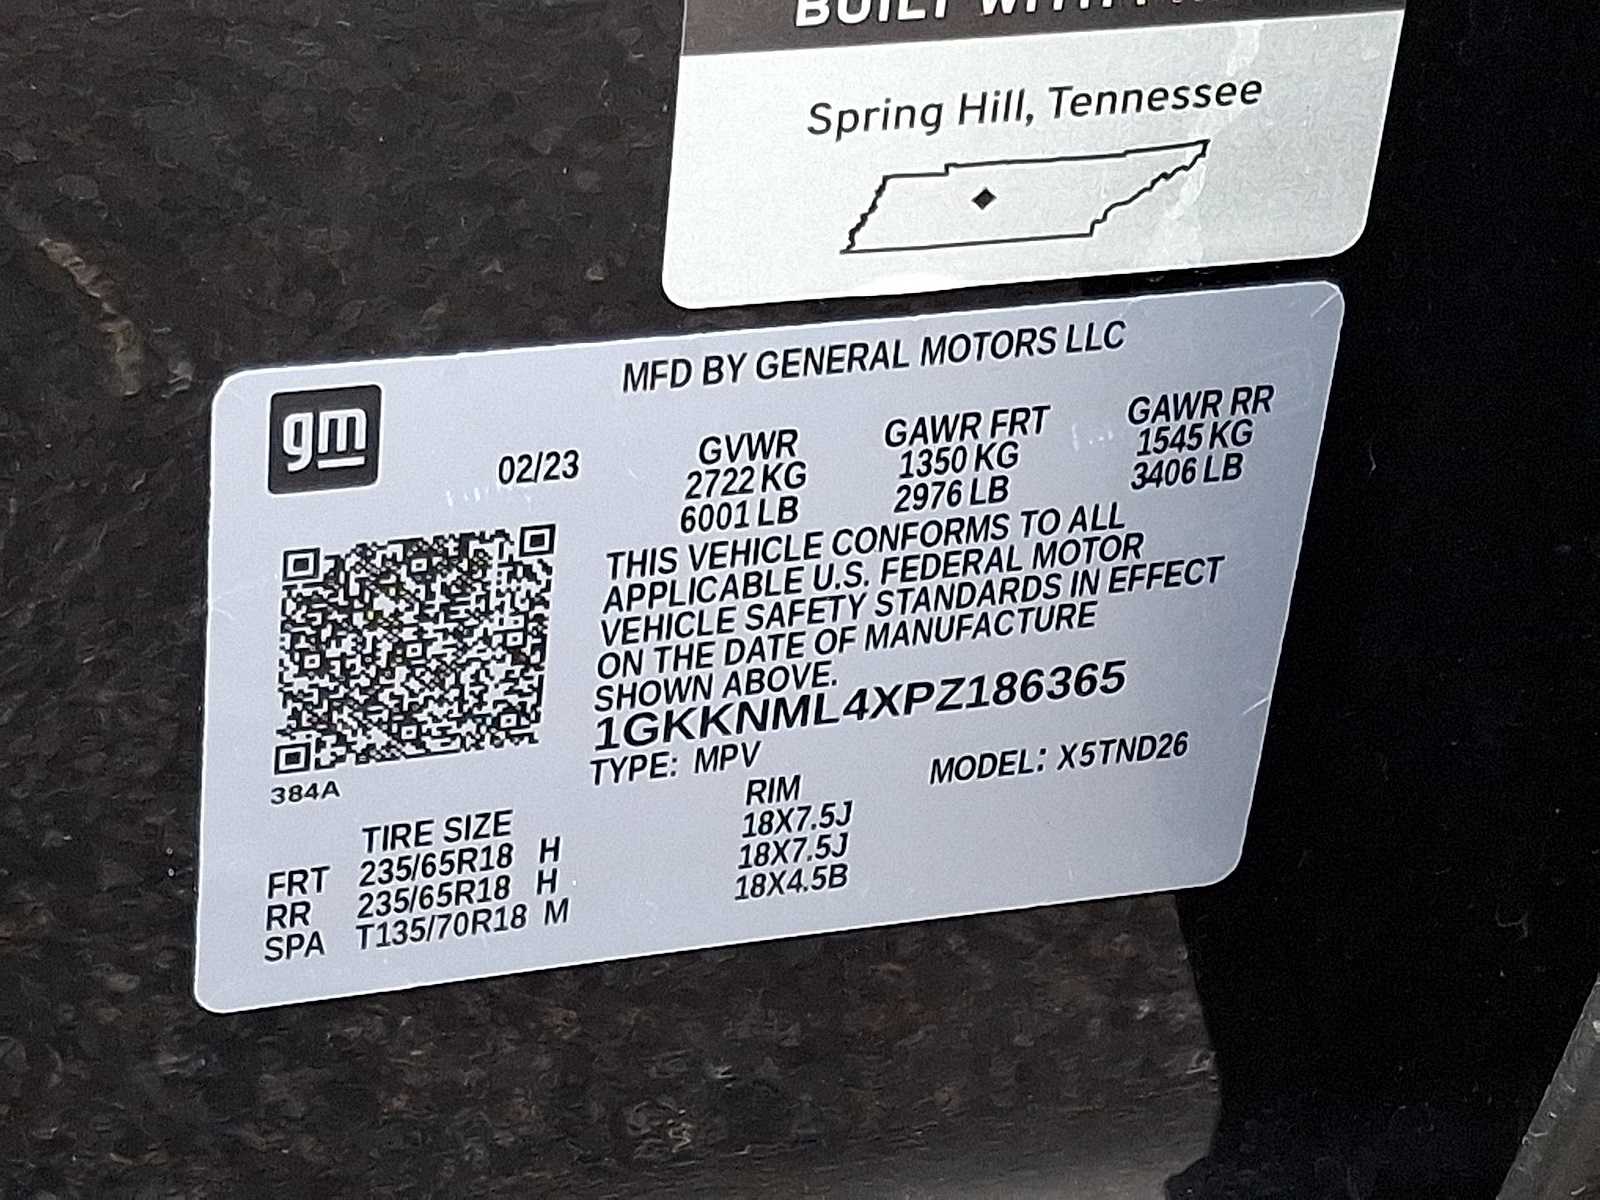 BUILT WITH
Spring Hill, Tennessee
gm
MFD BY GENERAL MOTORS LLC
02/23 GVWR GAWR FRT GAWR RR
2722 KG 1350 KG 1545 KG
6001 LB 2976 LB 3406 LB
THIS VEHICLE CONFORMS TO ALL
APPLICABLE U.S. FEDERAL MOTOR
VEHICLE SAFETY STANDARDS IN EFFECT
ON THE DATE OF MANUFACTURE
SHOWN ABOVE.
1GKKNML4XPZ186365
TYPE: MPV MODEL: X5TND26
384A
TIRE SIZE RIM
FRT 235/65R18 H 18X7.5J
RR 235/65R18 H 18X7.5J
SPA T135/70R18 M 18X4.5B